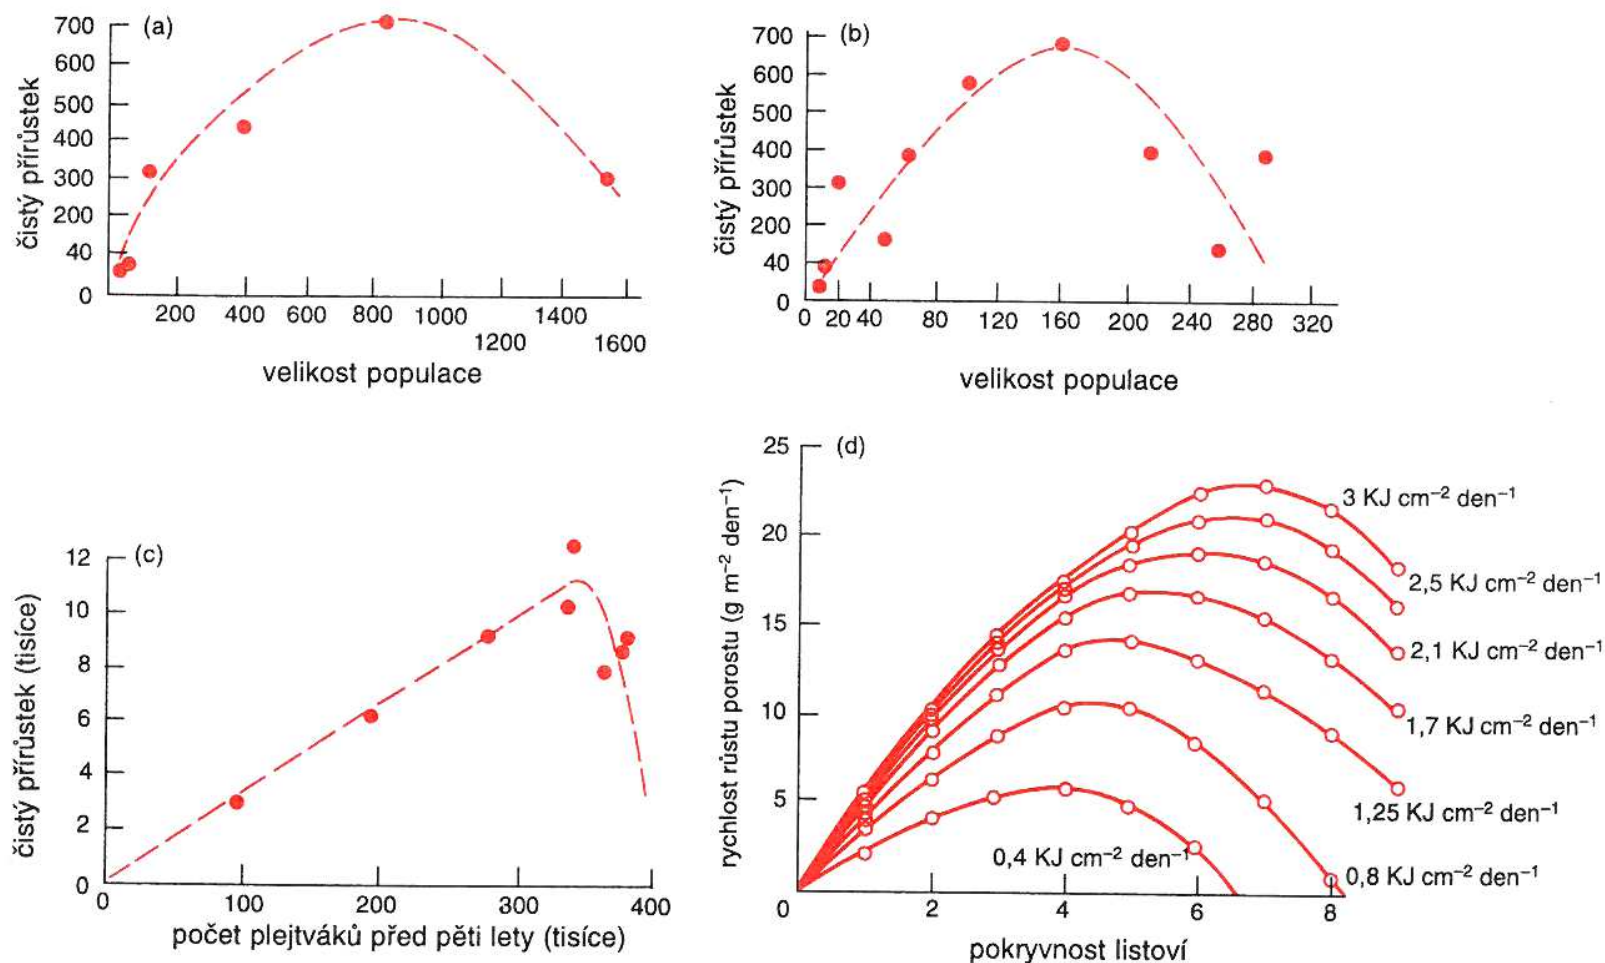 (a)
čistý přírůstek
700
600
500
400
300
200
40
0
200 400 600 800 1000 1400
1200 1600
velikost populace
(b)
čistý přírůstek
700
600
500
400
300
200
40
0
0 20 40 80 120 160 200 240 280 320
velikost populace
(c)
čistý přírůstek (tisíce)
12
10
8
6
4
2
0
0 100 200 300 400
počet plejtváků před pěti lety (tisíce)
(d)
rychlost růstu porostu (g m⁻² den⁻¹)
25
20
15
10
5
3 KJ cm⁻² den⁻¹
2,5 KJ cm⁻² den⁻¹
2,1 KJ cm⁻² den⁻¹
1,7 KJ cm⁻² den⁻¹
1,25 KJ cm⁻² den⁻¹
0,4 KJ cm⁻² den⁻¹
0,8 KJ cm⁻² den⁻¹
0 2 4 6 8
pokryvnost listoví